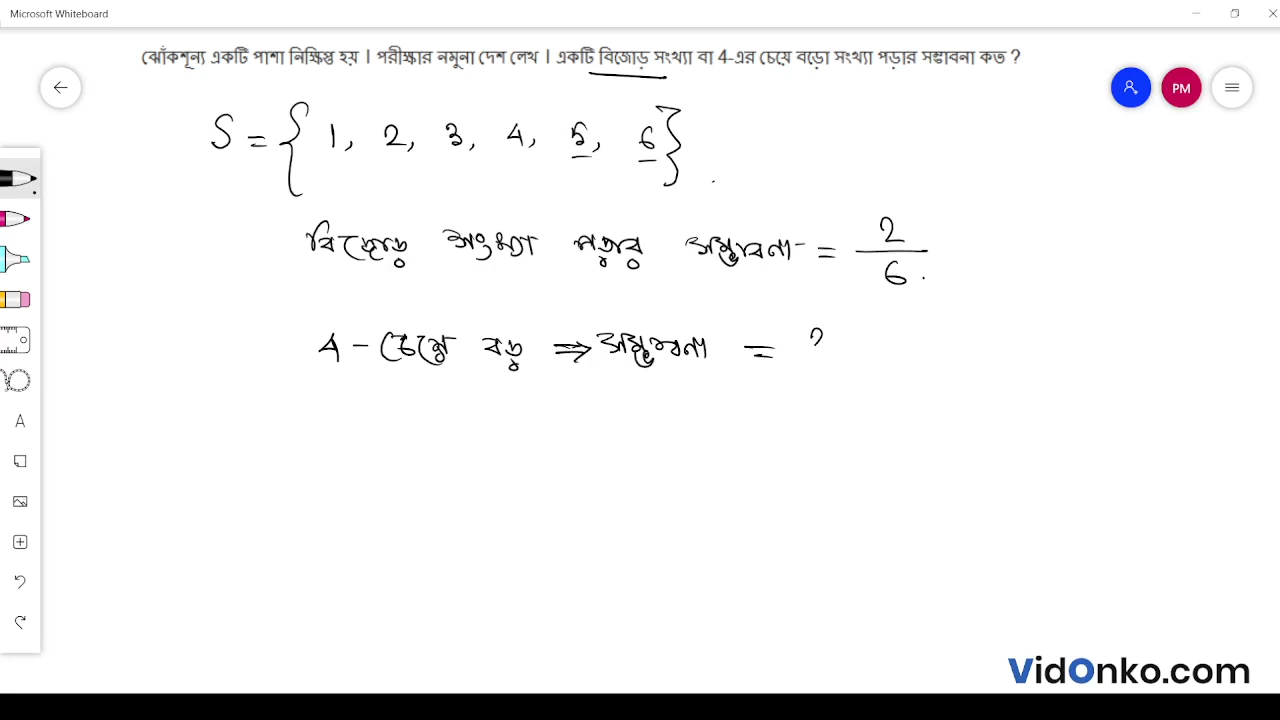 Microsoft Whiteboard
ঝোঁকশূন্য একটি পাশা নিক্ষিপ্ত হয় । পরীক্ষার নমুনা দেশ লেখ । একটি বিজোড় সংখ্যা বা 4-এর চেয়ে বড়ো সংখ্যা পড়ার সম্ভাবনা কত ?
PM
S = { 1, 2, 3, 4, 5, 6 } .
বিজোড় সংখ্যা পড়ার সম্ভাবনা = 2/6 .
4 - চেয়ে বড় ⇒ সম্ভাবনা = 2
A
VidOnko.com